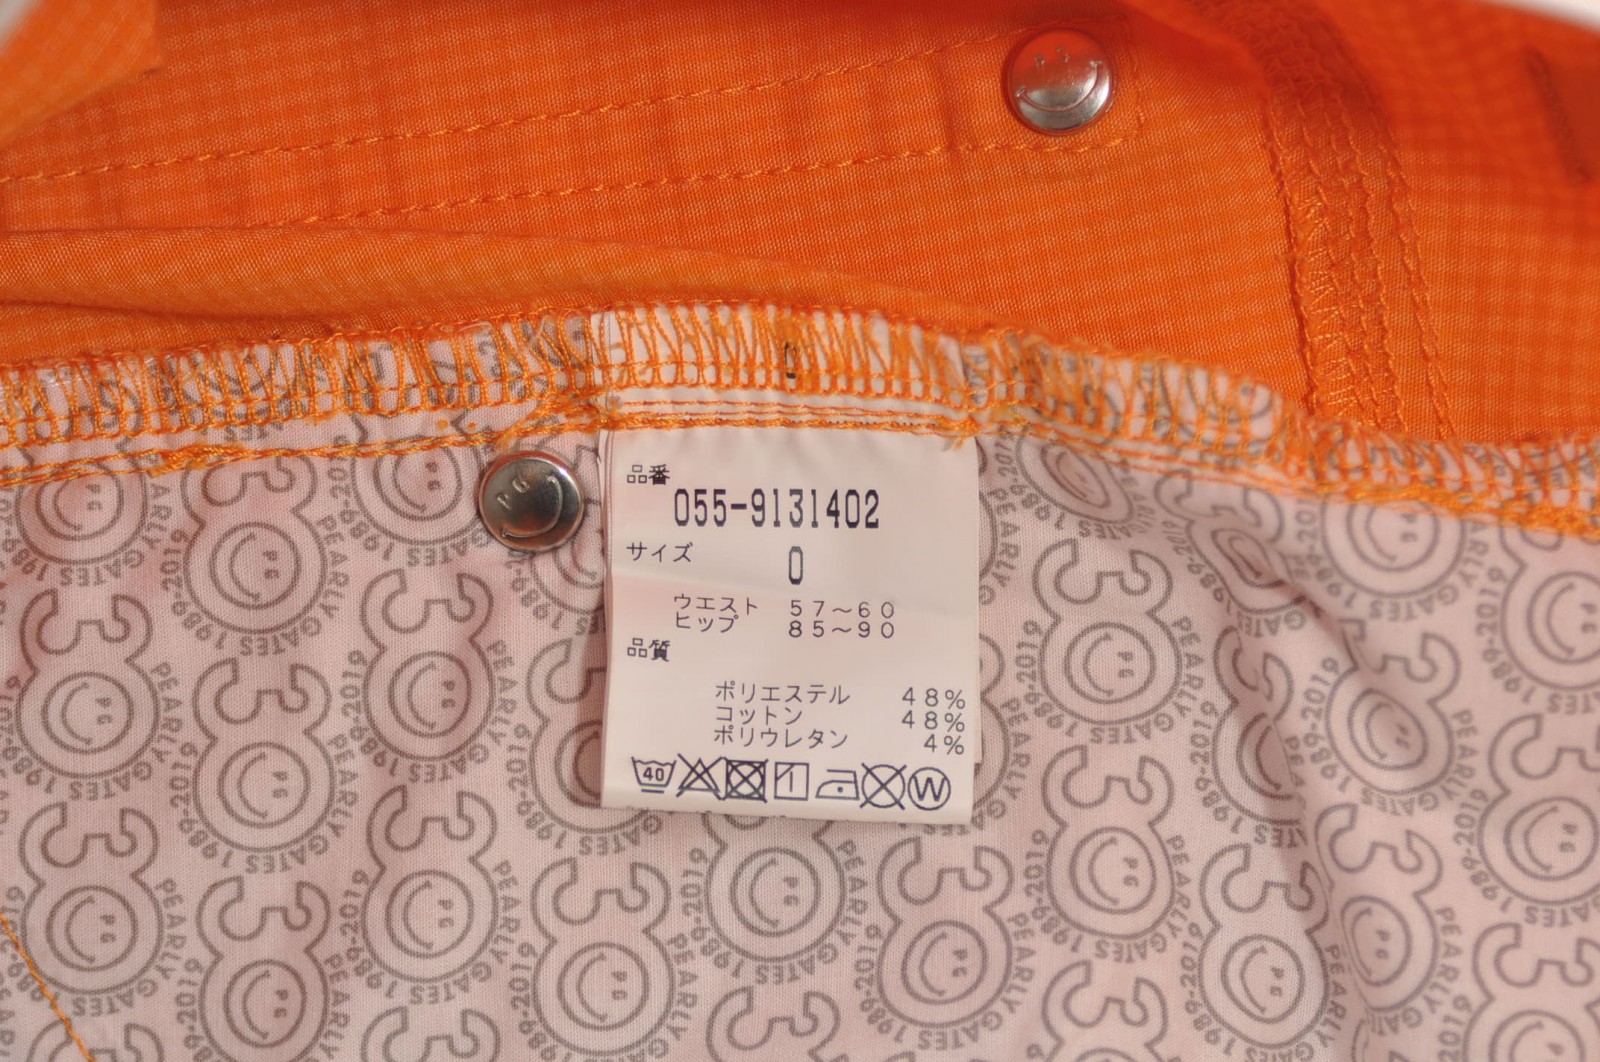 品番
055-9131402
サイズ 0
ウエスト 57～60
ヒップ 85～90
品質
ポリエステル 48%
コットン 48%
ポリウレタン 4%
40
W
PG
PEARLY GATES 1989-2019